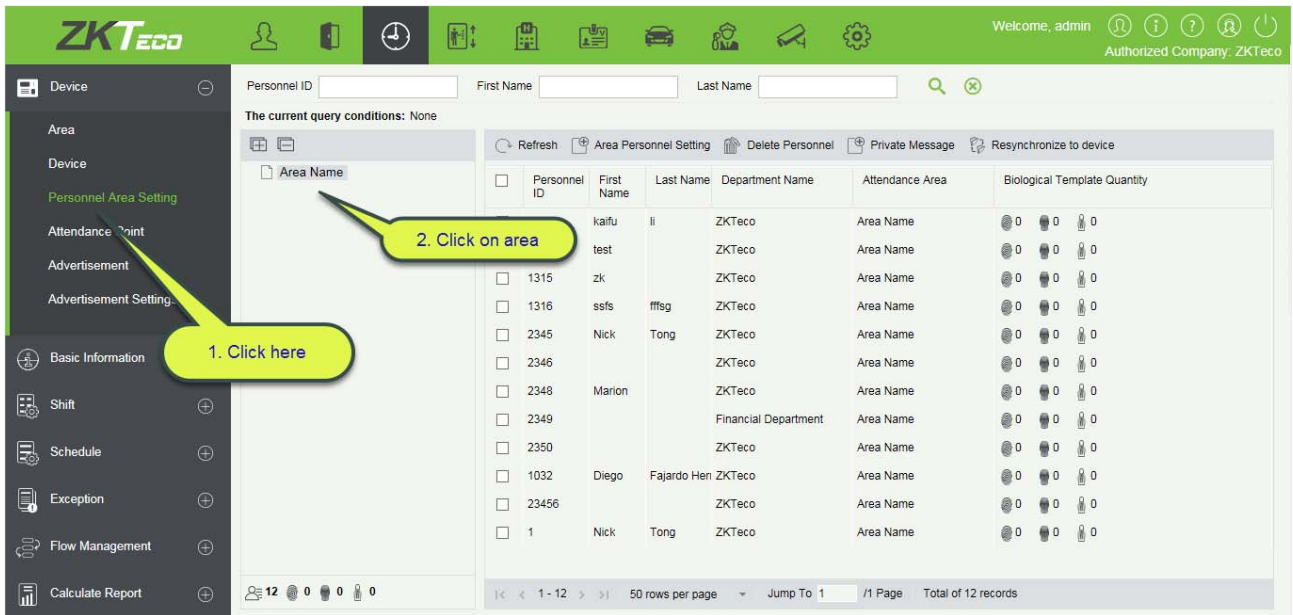 ZKTeco
Welcome, admin
Authorized Company: ZKTeco
Device
Area
Device
Personnel Area Setting
Attendance Point
Advertisement
Advertisement Settings
Basic Information
Shift
Schedule
Exception
Flow Management
Calculate Report
1. Click here
Personnel ID First Name Last Name
The current query conditions: None
Area Name
2. Click on area
12 0 0 0
Refresh Area Personnel Setting Delete Personnel Private Message Resynchronize to device
Personnel ID First Name Last Name Department Name Attendance Area Biological Template Quantity
kaifu li ZKTeco Area Name 0 0 0
test ZKTeco Area Name 0 0 0
1315 zk ZKTeco Area Name 0 0 0
1316 ssfs fffsg ZKTeco Area Name 0 0 0
2345 Nick Tong ZKTeco Area Name 0 0 0
2346 ZKTeco Area Name 0 0 0
2348 Marion ZKTeco Area Name 0 0 0
2349 Financial Department Area Name 0 0 0
2350 ZKTeco Area Name 0 0 0
1032 Diego Fajardo Herr ZKTeco Area Name 0 0 0
23456 ZKTeco Area Name 0 0 0
1 Nick Tong ZKTeco Area Name 0 0 0
1 - 12 50 rows per page Jump To 1 /1 Page Total of 12 records